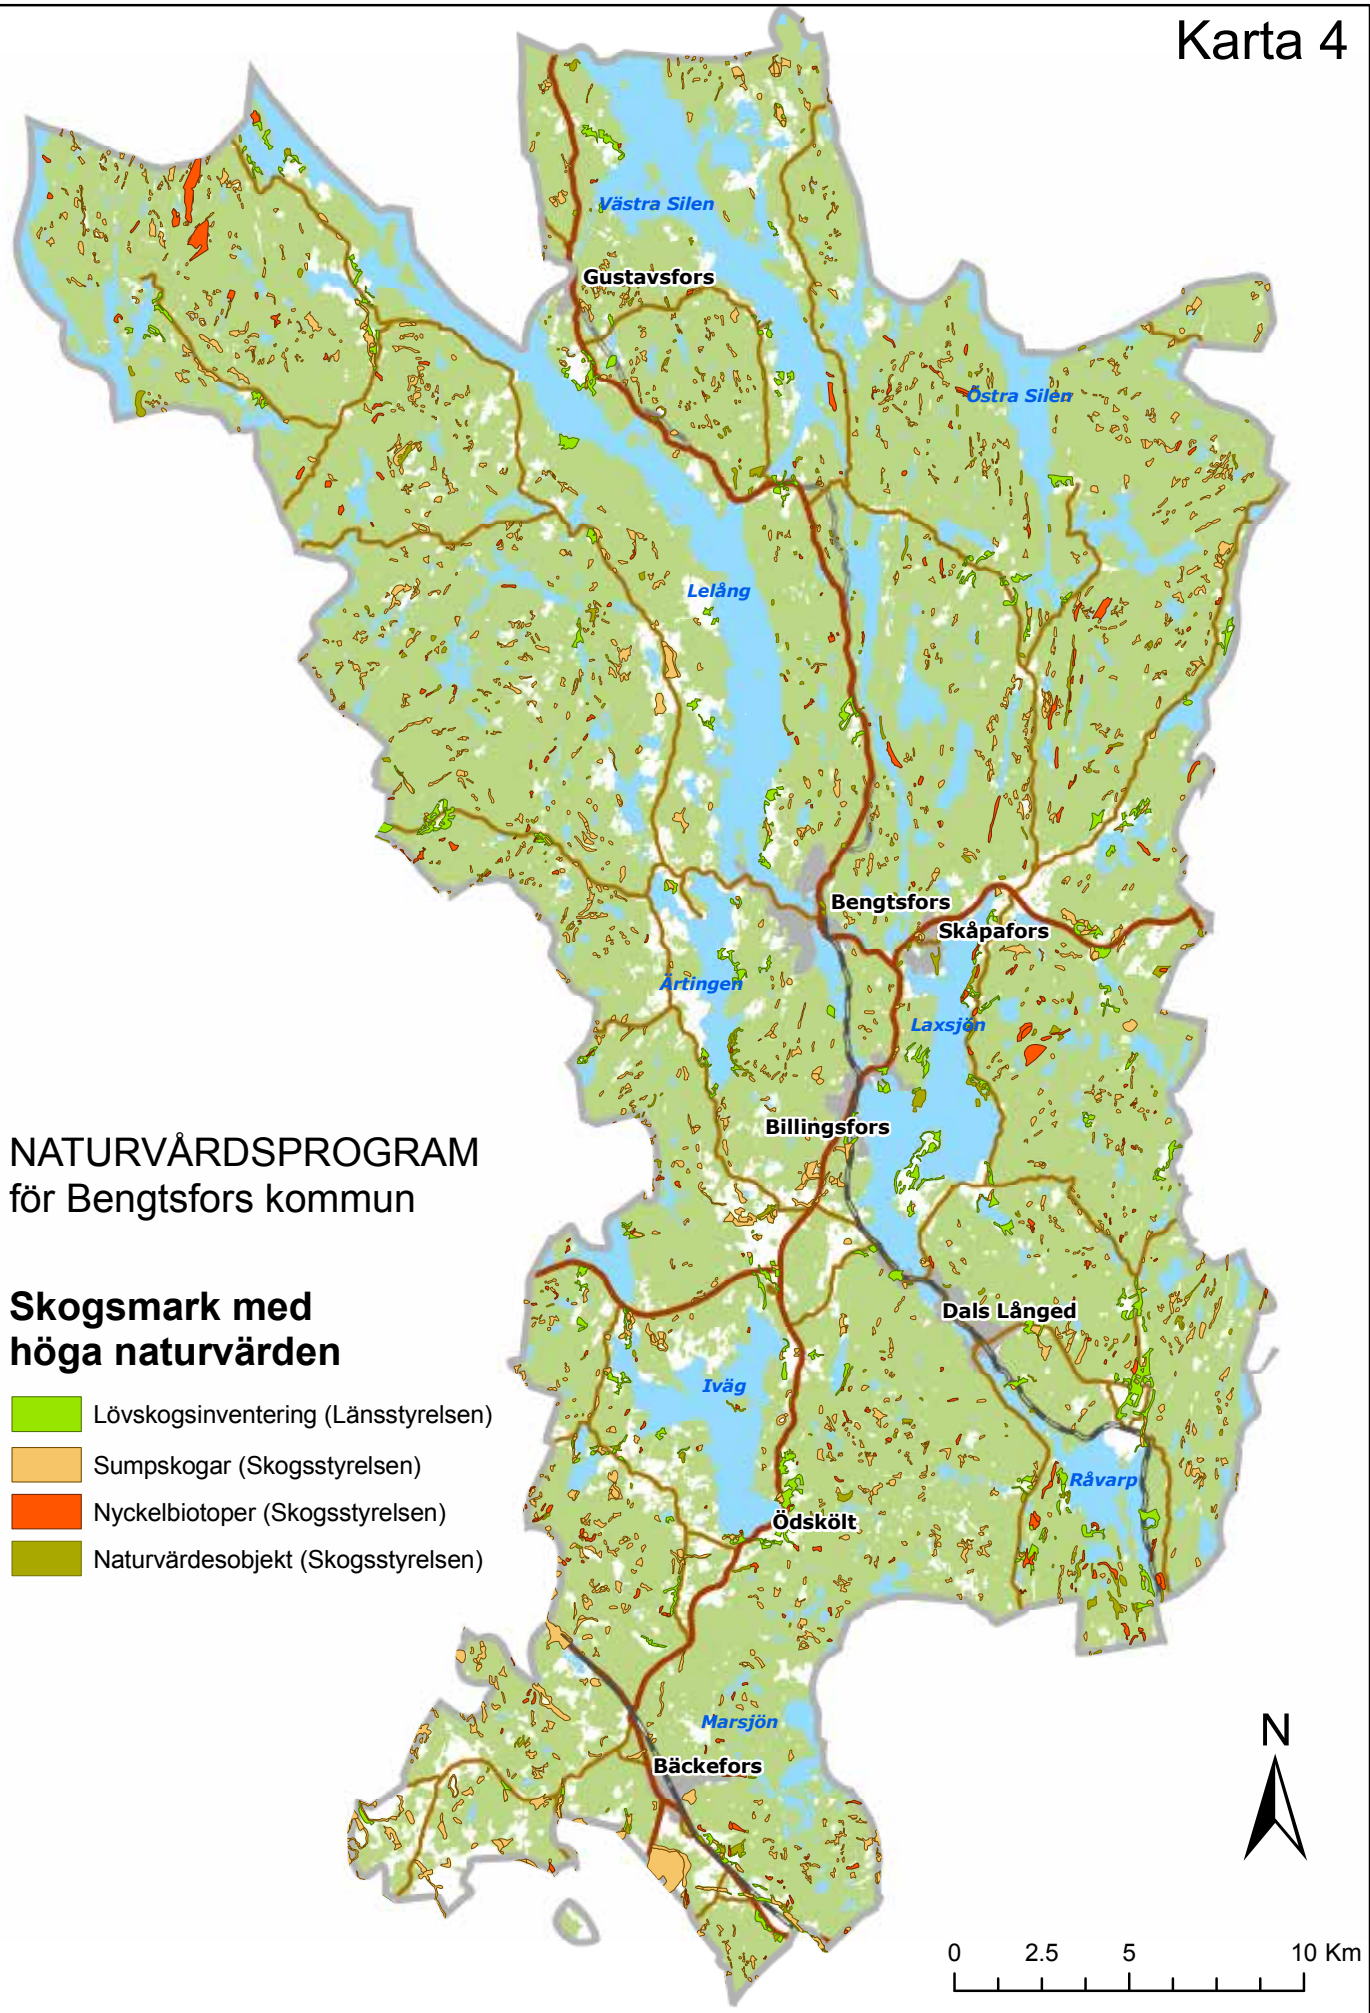 Karta 4
Västra Silen
Gustavsfors
Östra Silen
Lelång
Bengtsfors
Skåpafors
Ärtingen
Laxsjön
Billingsfors
NATURVÅRDSPROGRAM
för Bengtsfors kommun
Skogsmark med
höga naturvärden
Dals Långed
Iväg
Lövskogsinventering (Länsstyrelsen)
Sumpskogar (Skogsstyrelsen)
Råvarp
Nyckelbiotoper (Skogsstyrelsen)
Ödskölt
Naturvärdesobjekt (Skogsstyrelsen)
Marsjön
N
Bäckefors
0 2.5 5 10 Km